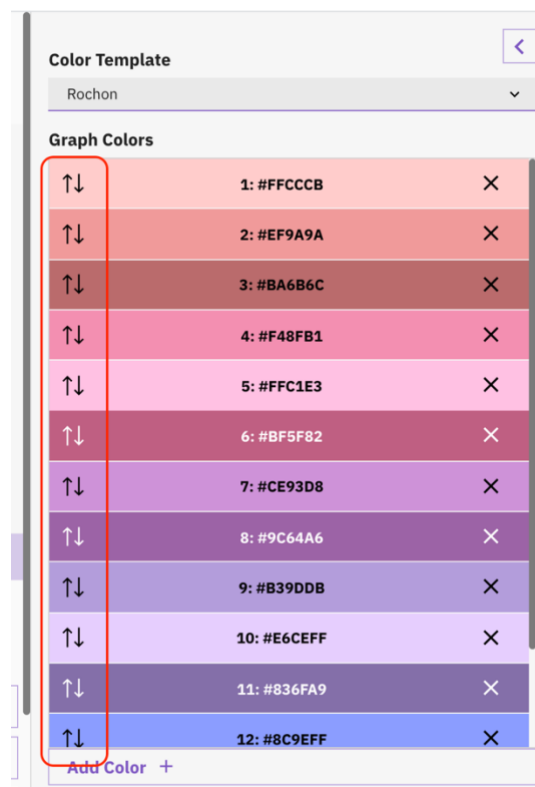 Color Template
Rochon
Graph Colors
1: #FFCCCB
2: #EF9A9A
3: #BA6B6C
4: #F48FB1
5: #FFC1E3
6: #BF5F82
7: #CE93D8
8: #9C64A6
9: #B39DDB
10: #E6CEFF
11: #836FA9
12: #8C9EFF
Add Color +